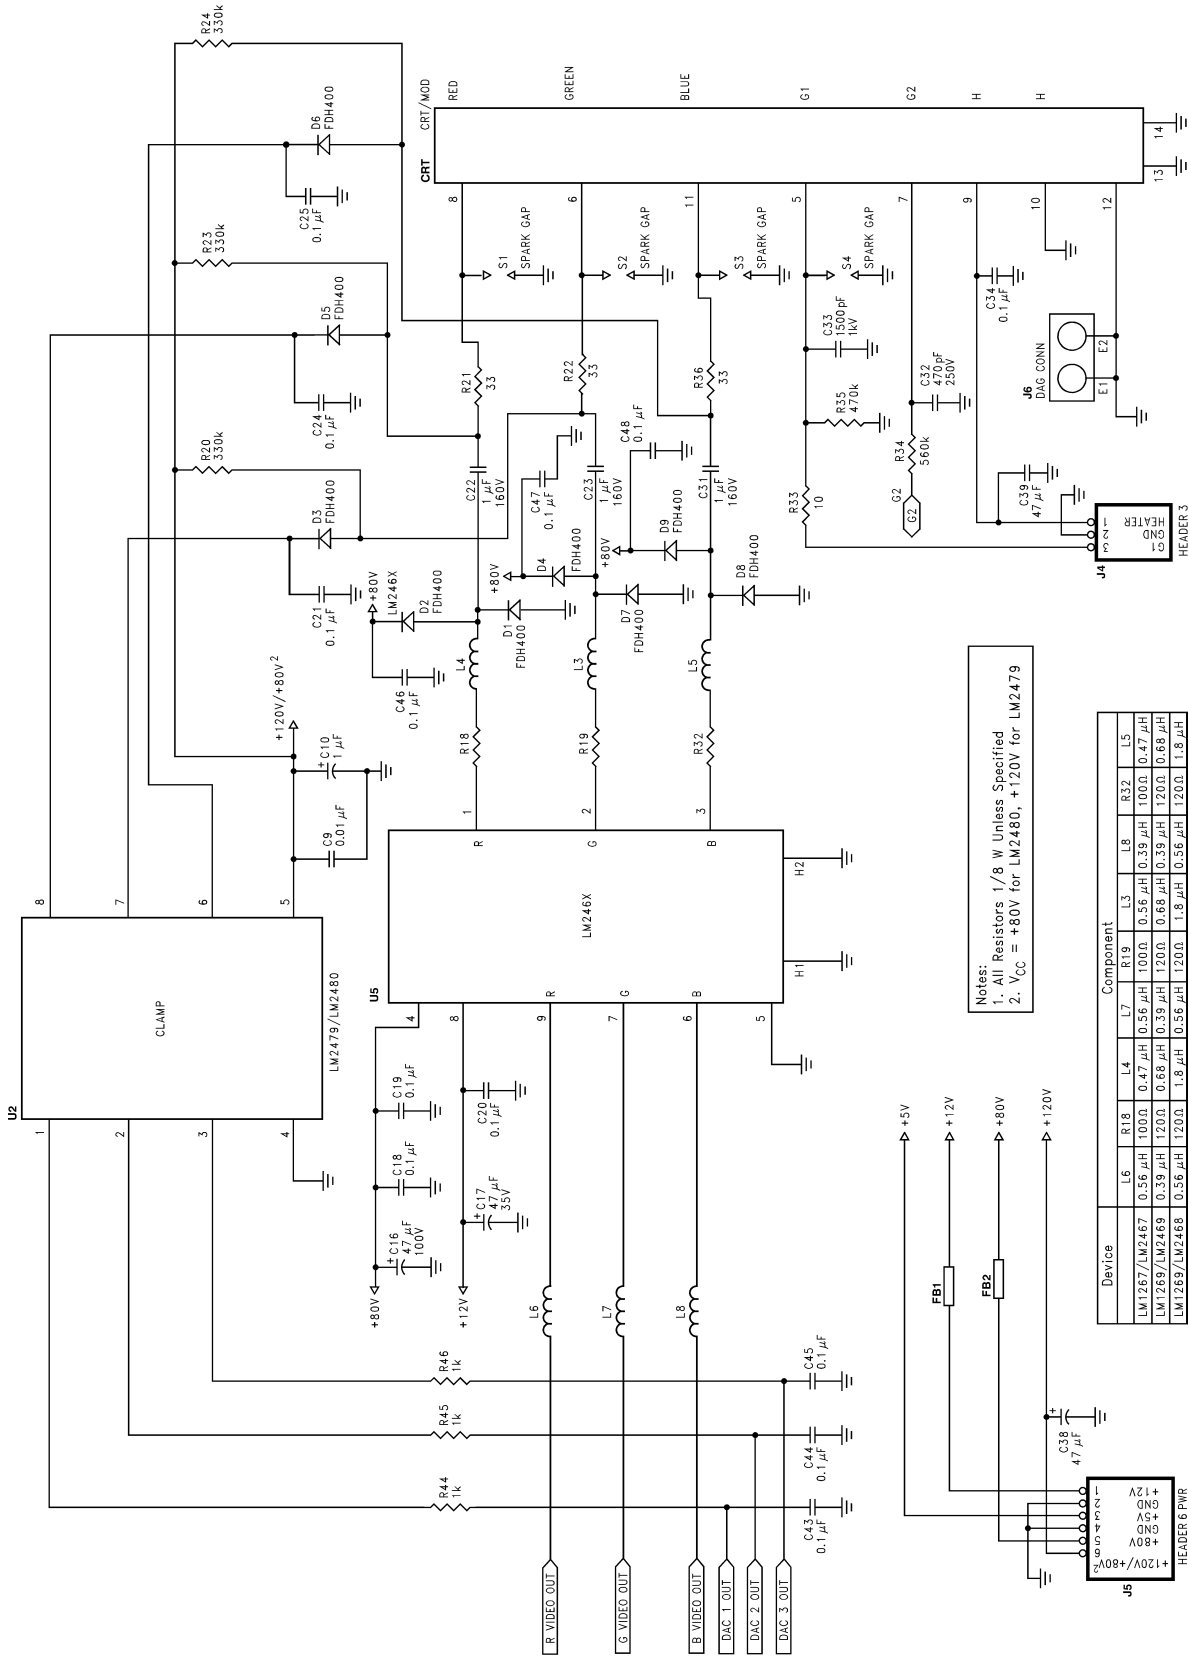 R24
330k
D6
FDH400
C25
0.1 µF
R23
330k
D5
FDH400
C24
0.1 µF
R20
330k
D3
FDH400
C21
0.1 µF
+120V/+80V2
+
C10
1 µF
C9
0.01 µF
8
7
6
5
U2
CLAMP
LM2479/LM2480
1
2
3
4
CRT
CRT/MOD
RED
GREEN
BLUE
G1
G2
H
H
8
6
11
5
7
9
10
12
13
14
S1
SPARK GAP
S2
SPARK GAP
S3
SPARK GAP
S4
SPARK GAP
R21
33
R22
33
R36
33
C33
1500pF
1kV
R35
470k
C32
470pF
250V
R34
560k
G2
G2
R33
10
C34
0.1 µF
J6
DAG CONN
E1
E2
C39
47 µF
J4
1
2
3
HEATER
GND
G1
HEADER 3
C22
1 µF
160V
C47
0.1 µF
C23
1 µF
160V
C48
0.1 µF
C31
1 µF
160V
+80V
LM246X
D2
FDH400
C46
0.1 µF
D1
FDH400
+80V
D4
FDH400
D7
FDH400
+80V
D9
FDH400
D8
FDH400
L4
L3
L5
R18
R19
R32
1
2
3
U5
R
G
B
LM246X
R
G
B
H1
H2
4
8
9
7
6
5
C19
0.1 µF
C18
0.1 µF
+
C16
47 µF
100V
+80V
C20
0.1 µF
+
C17
47 µF
35V
+12V
L6
L7
L8
R46
1k
R45
1k
R44
1k
C45
0.1 µF
C44
0.1 µF
C43
0.1 µF
R VIDEO OUT
G VIDEO OUT
B VIDEO OUT
DAC 1 OUT
DAC 2 OUT
DAC 3 OUT
+5V
+12V
+80V
+120V
FB1
FB2
+
C38
47 µF
J5
1
2
3
4
5
6
+12V
GND
+5V
GND
+80V
+120V/+80V2
HEADER 6 PWR
Notes:
1. All Resistors 1/8 W Unless Specified
2. VCC = +80V for LM2480, +120V for LM2479
Device Component
L6 R18 L4 L7 R19 L3 L8 R32 L5
LM1267/LM2467 0.56 µH 100Ω 0.47 µH 0.56 µH 100Ω 0.56 µH 0.39 µH 100Ω 0.47 µH
LM1269/LM2469 0.39 µH 120Ω 0.68 µH 0.39 µH 120Ω 0.68 µH 0.39 µH 120Ω 0.68 µH
LM1269/LM2468 0.56 µH 120Ω 1.8 µH 0.56 µH 120Ω 1.8 µH 0.56 µH 120Ω 1.8 µH